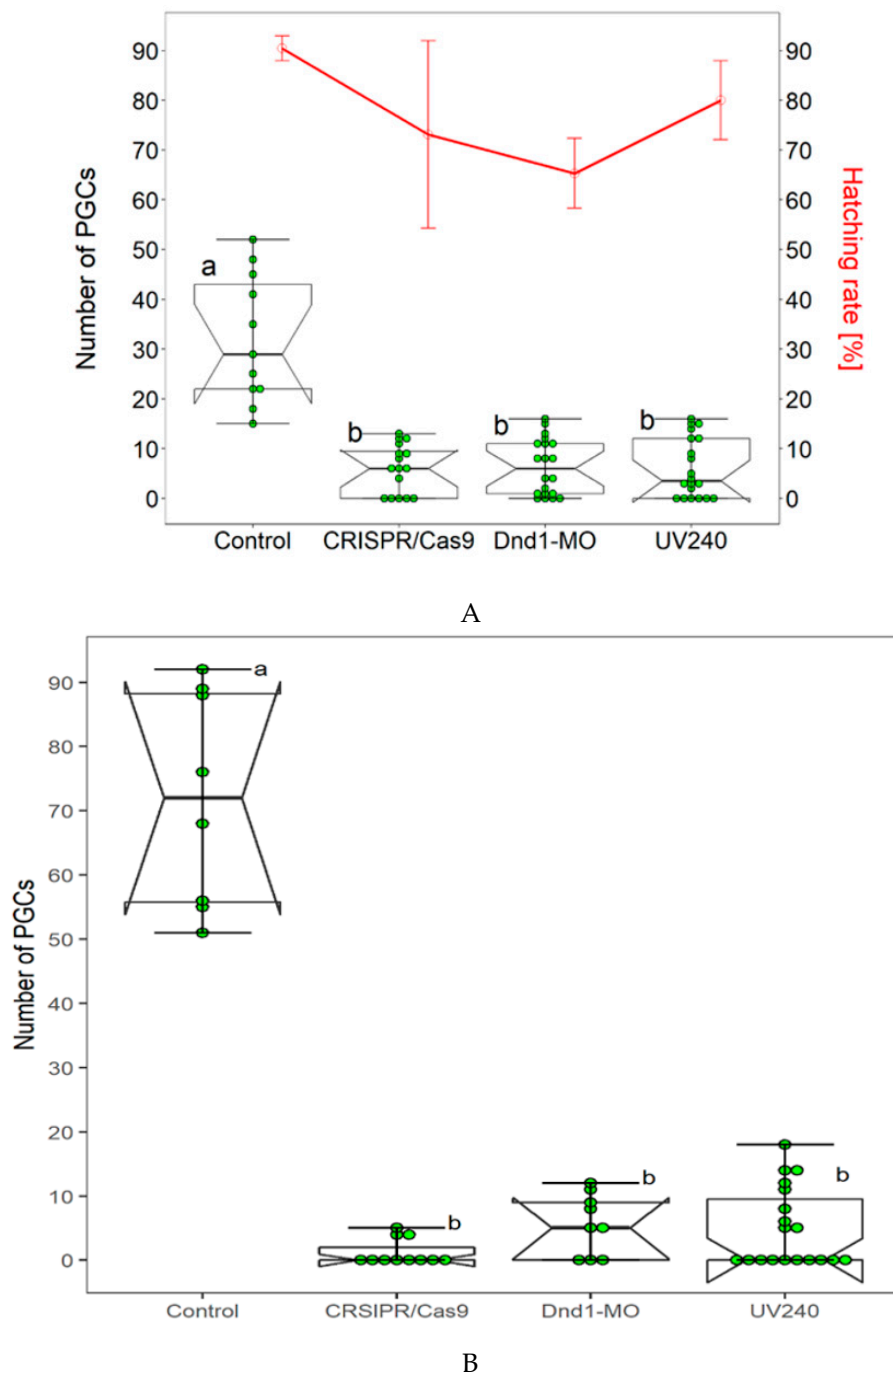 90
80
70
60
50
40
30
20
10
0
Number of PGCs
a
b
b
b
90
80
70
60
50
40
30
20
10
0
Hatching rate [%]
Control CRISPR/Cas9 Dnd1-MO UV240
A
90
80
70
60
50
40
30
20
10
0
Number of PGCs
a
b
b
b
Control CRSIPR/Cas9 Dnd1-MO UV240
B